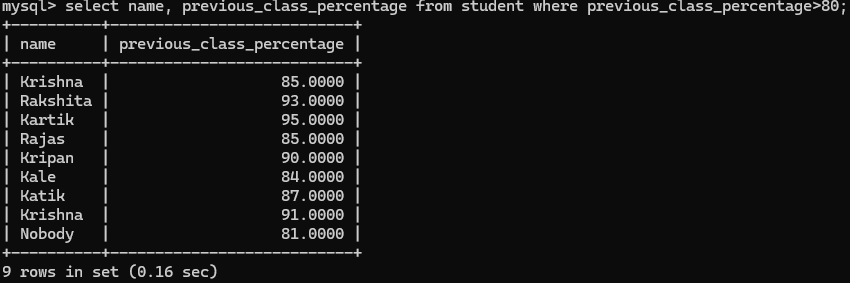 mysql> select name, previous_class_percentage from student where previous_class_percentage>80;
+----------+---------------------------+
| name     | previous_class_percentage |
+----------+---------------------------+
| Krishna  |                   85.0000 |
| Rakshita |                   93.0000 |
| Kartik   |                   95.0000 |
| Rajas    |                   85.0000 |
| Kripan   |                   90.0000 |
| Kale     |                   84.0000 |
| Katik    |                   87.0000 |
| Krishna  |                   91.0000 |
| Nobody   |                   81.0000 |
+----------+---------------------------+
9 rows in set (0.16 sec)